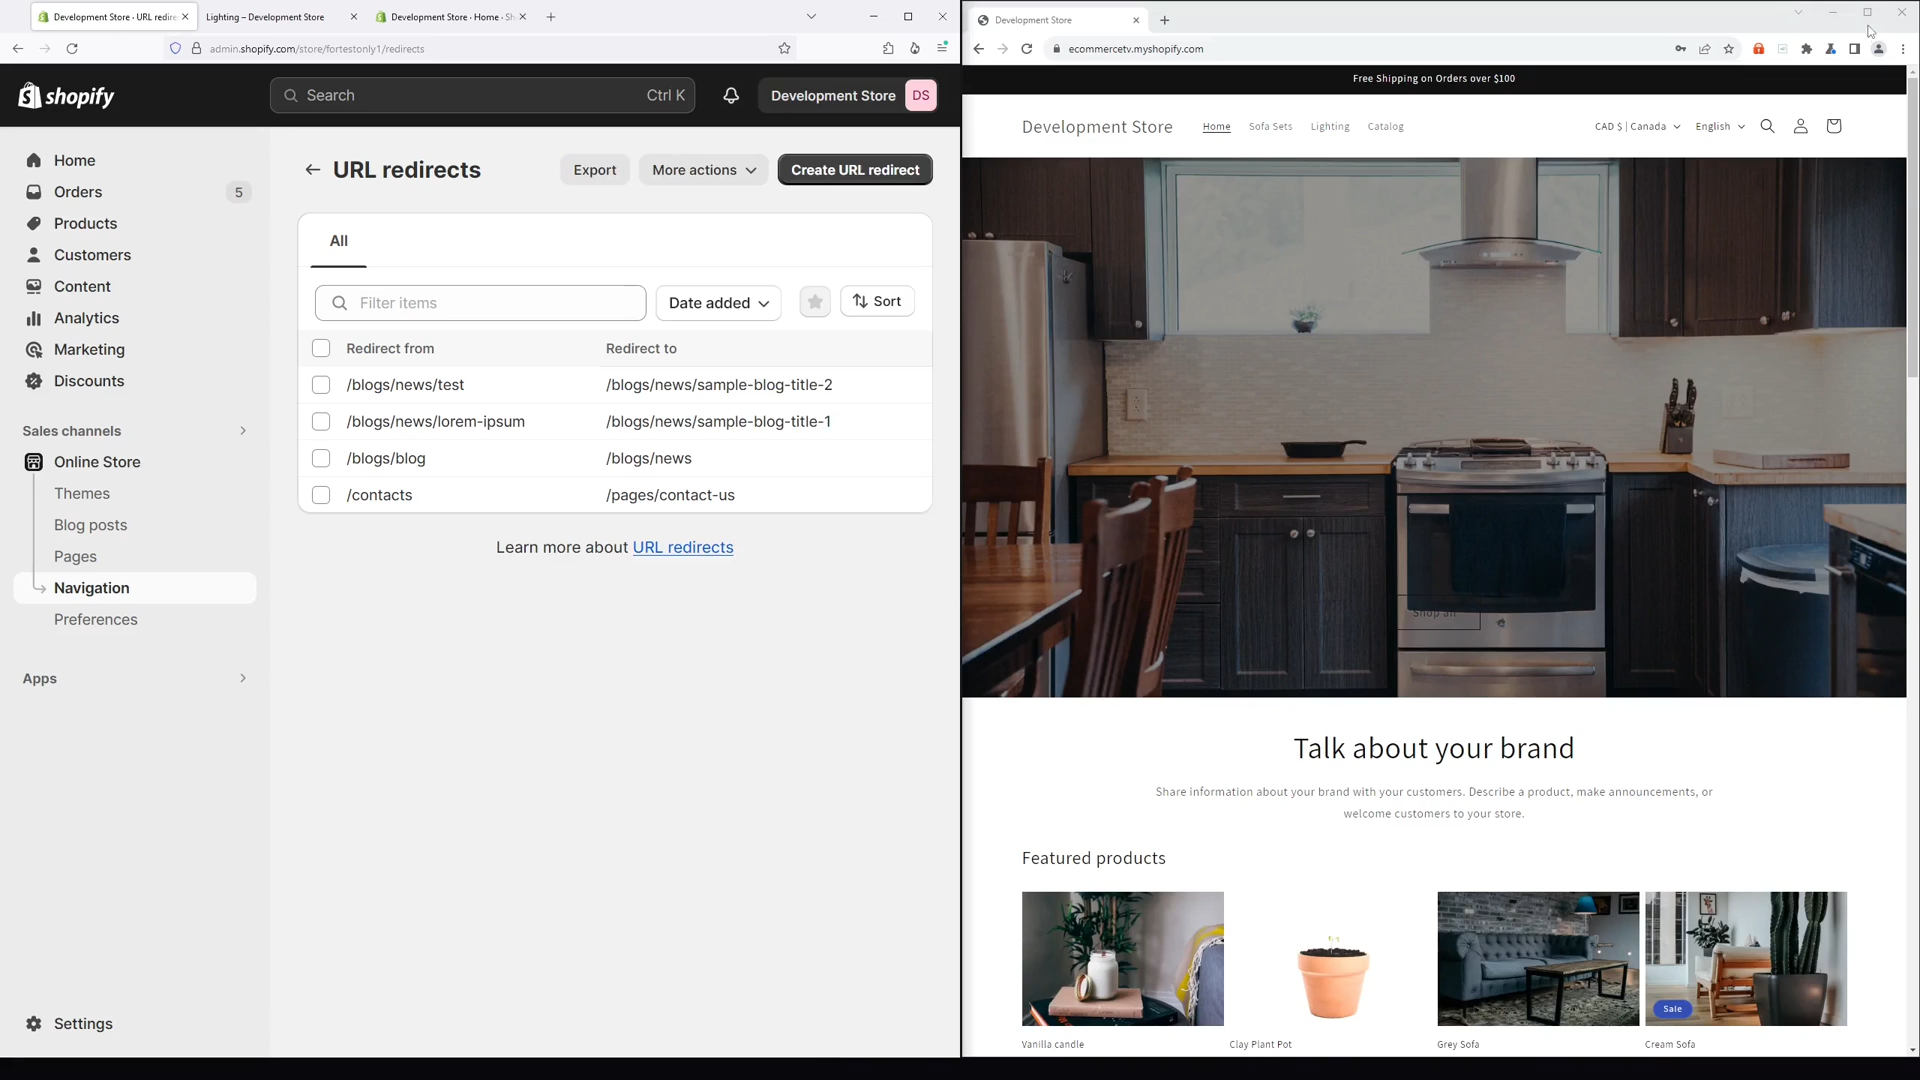 Development Store · URL redire
Lighting – Development Store
Development Store · Home · Sh
admin.shopify.com/store/fortestonly1/redirects
shopify
Search
Ctrl K
Development Store
DS
Home
Orders
5
Products
Customers
Content
Analytics
Marketing
Discounts
Sales channels
Online Store
Themes
Blog posts
Pages
Navigation
Preferences
Apps
Settings
URL redirects
Export
More actions
Create URL redirect
All
Filter items
Date added
Sort
Redirect from
Redirect to
/blogs/news/test
/blogs/news/sample-blog-title-2
/blogs/news/lorem-ipsum
/blogs/news/sample-blog-title-1
/blogs/blog
/blogs/news
/contacts
/pages/contact-us
Learn more about URL redirects
Development Store
ecommercetv.myshopify.com
Free Shipping on Orders over $100
Development Store
Home
Sofa Sets
Lighting
Catalog
CAD $ | Canada
English
Shop all
Talk about your brand
Share information about your brand with your customers. Describe a product, make announcements, or
welcome customers to your store.
Featured products
Sale
Vanilla candle
Clay Plant Pot
Grey Sofa
Cream Sofa